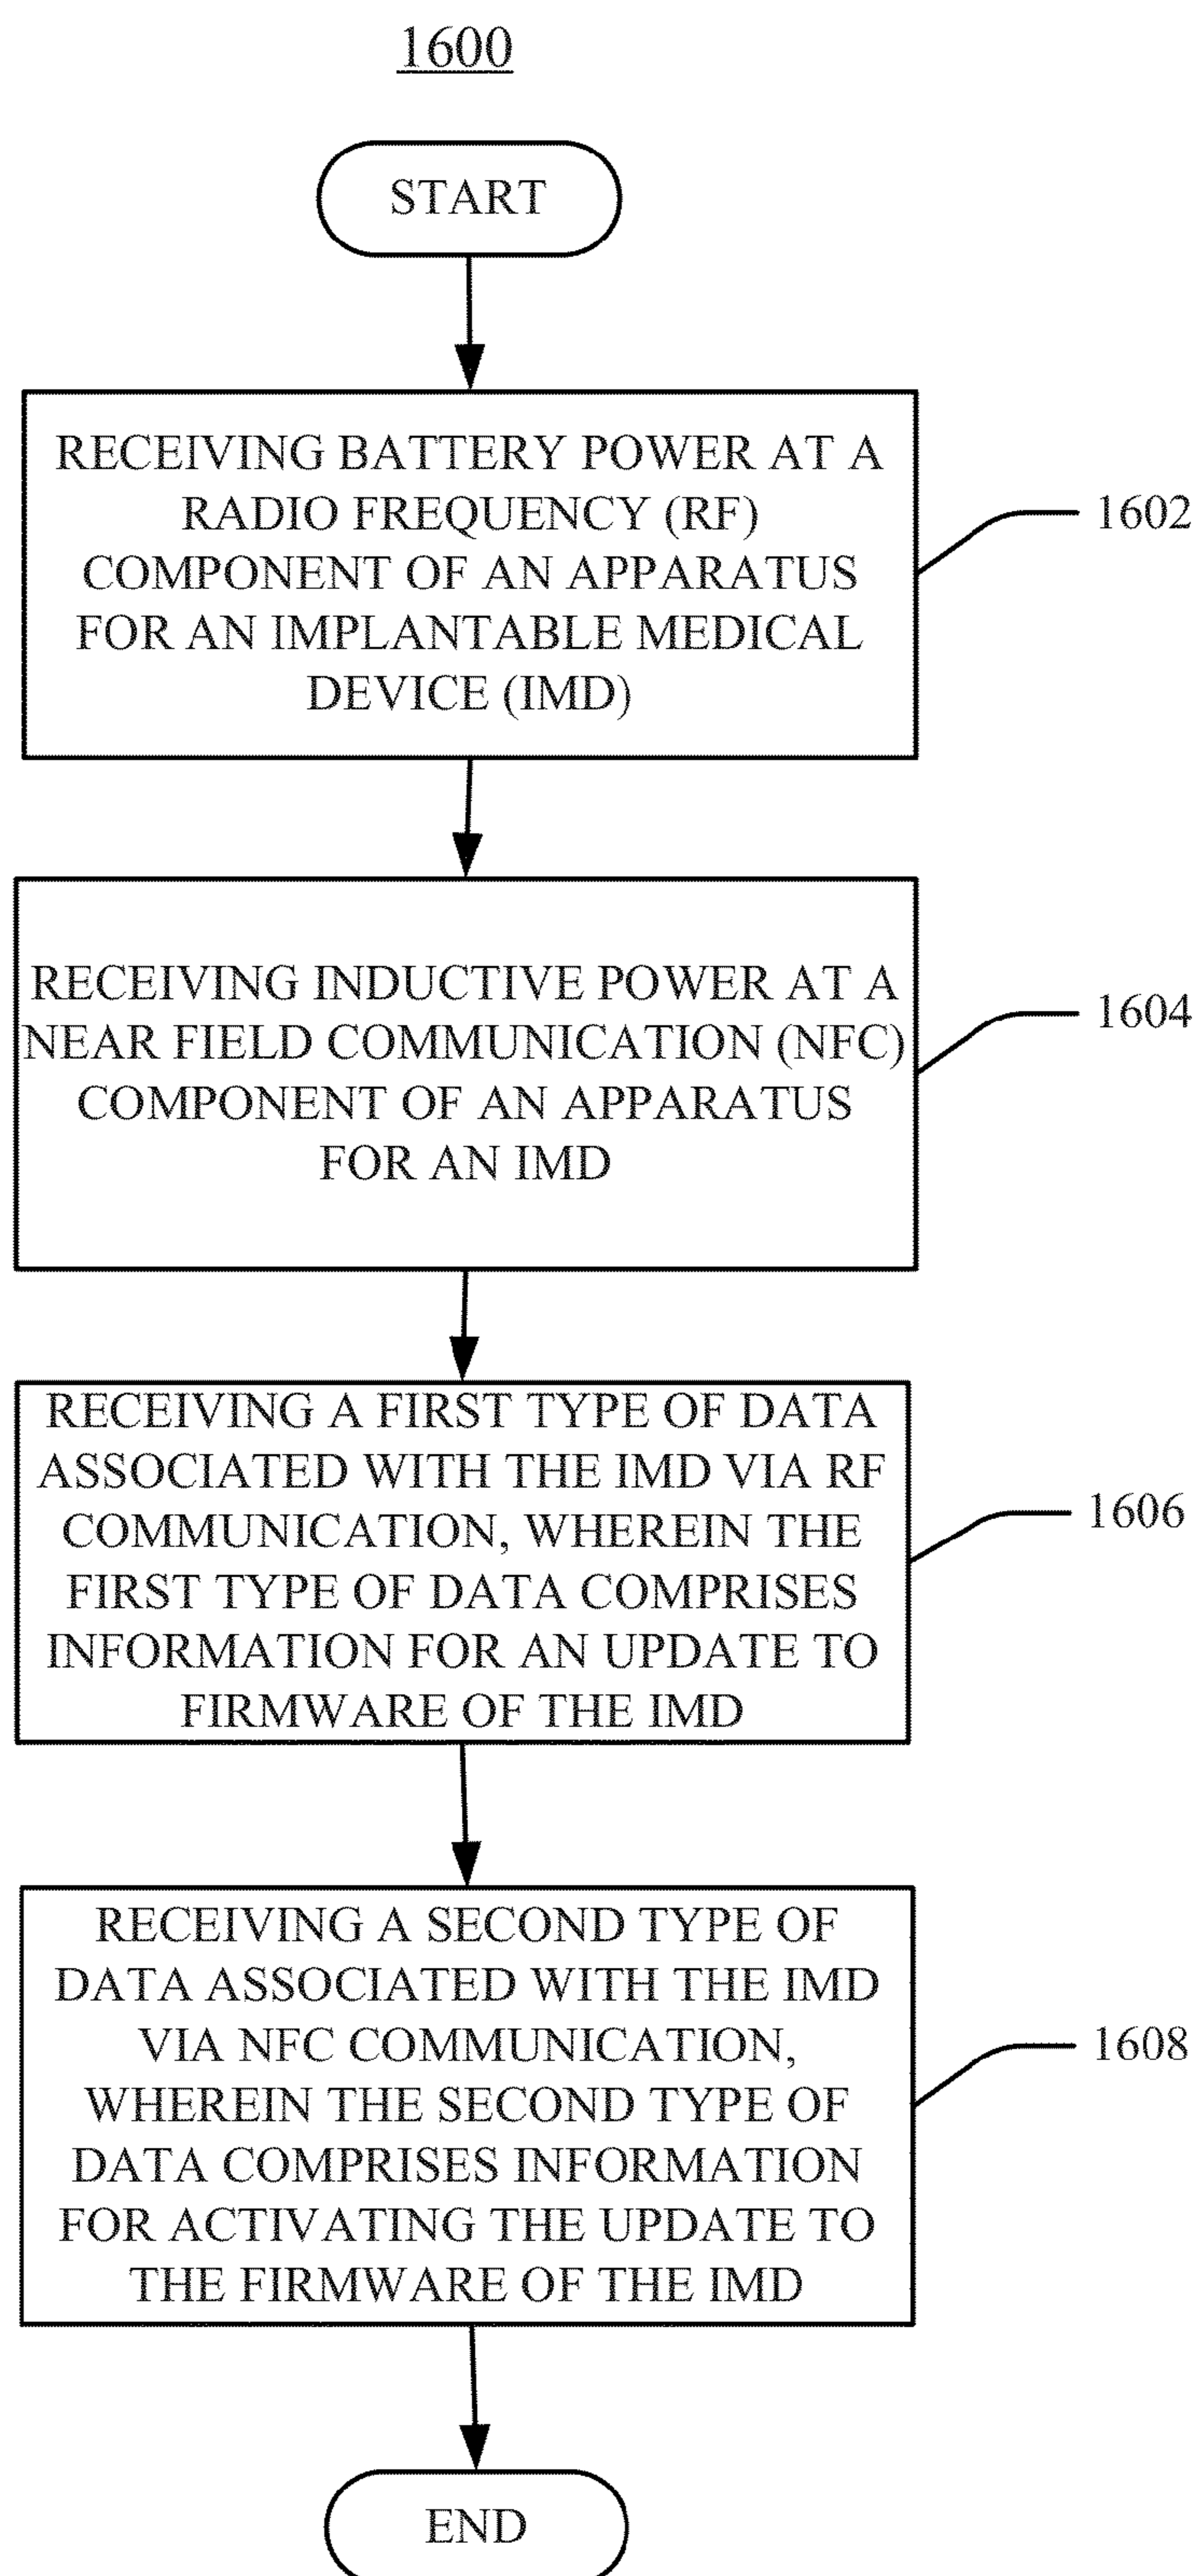 1600
START
RECEIVING BATTERY POWER AT A
RADIO FREQUENCY (RF)
COMPONENT OF AN APPARATUS
FOR AN IMPLANTABLE MEDICAL
DEVICE (IMD)
1602
RECEIVING INDUCTIVE POWER AT A
NEAR FIELD COMMUNICATION (NFC)
COMPONENT OF AN APPARATUS
FOR AN IMD
1604
RECEIVING A FIRST TYPE OF DATA
ASSOCIATED WITH THE IMD VIA RF
COMMUNICATION, WHEREIN THE
FIRST TYPE OF DATA COMPRISES
INFORMATION FOR AN UPDATE TO
FIRMWARE OF THE IMD
1606
RECEIVING A SECOND TYPE OF
DATA ASSOCIATED WITH THE IMD
VIA NFC COMMUNICATION,
WHEREIN THE SECOND TYPE OF
DATA COMPRISES INFORMATION
FOR ACTIVATING THE UPDATE TO
THE FIRMWARE OF THE IMD
1608
END